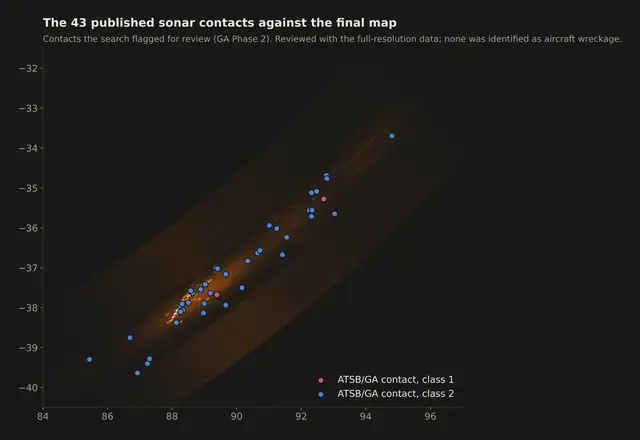 The 43 published sonar contacts against the final map
Contacts the search flagged for review (GA Phase 2). Reviewed with the full-resolution data; none was identified as aircraft wreckage.
−32
−33
−34
−35
−36
−37
−38
−39
−40
ATSB/GA contact, class 1
ATSB/GA contact, class 2
84 86 88 90 92 94 96